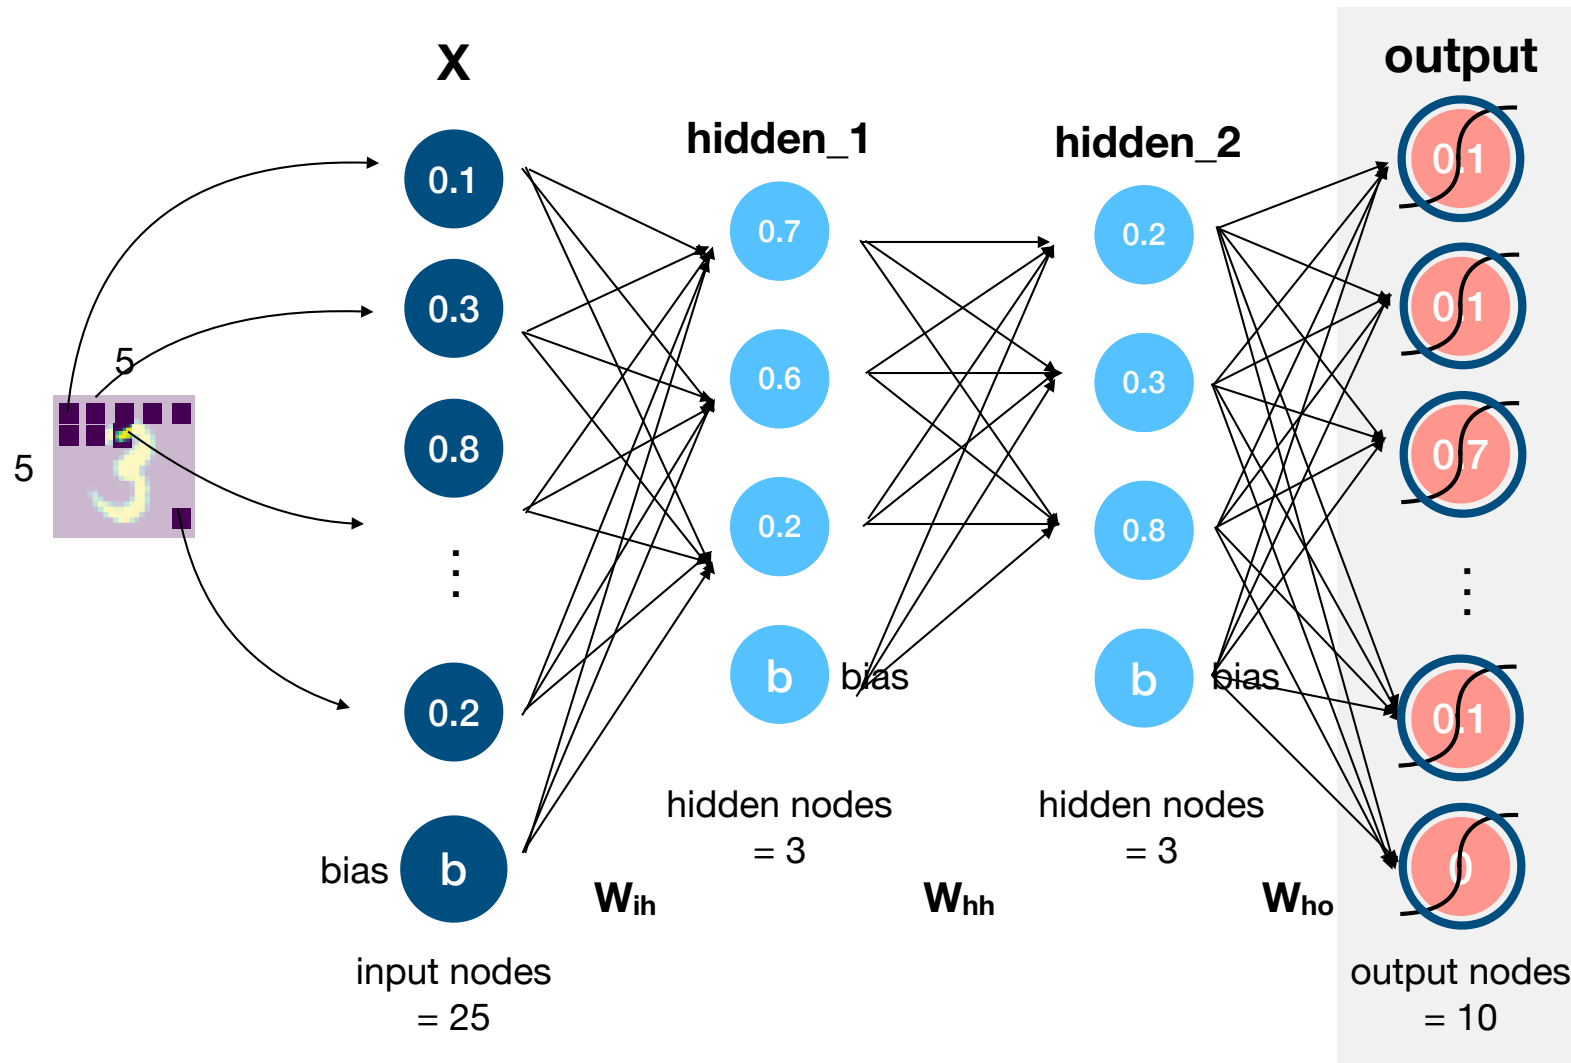 X
output
hidden_1
hidden_2
0.1
0.3
0.8
⋮
0.2
b
bias
5
5
0.7
0.6
0.2
b
bias
0.2
0.3
0.8
b
bias
0.1
0.1
0.7
⋮
0.1
0
hidden nodes
= 3
hidden nodes
= 3
Wih
Whh
Who
input nodes
= 25
output nodes
= 10